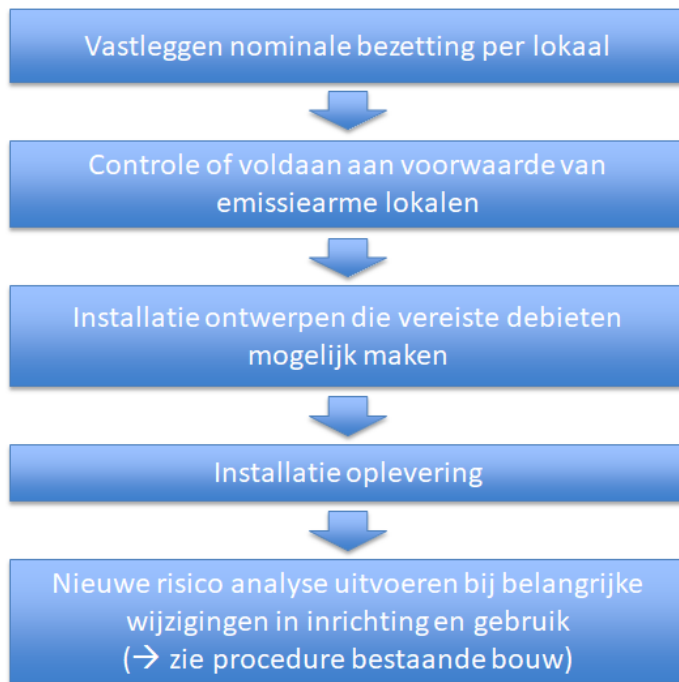 Vastleggen nominale bezetting per lokaal
Controle of voldaan aan voorwaarde van
emissiearme lokalen
Installatie ontwerpen die vereiste debieten
mogelijk maken
Installatie oplevering
Nieuwe risico analyse uitvoeren bij belangrijke
wijzigingen in inrichting en gebruik
(→ zie procedure bestaande bouw)